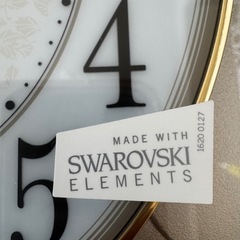 4
MADE WITH
SWAROVSKI
ELEMENTS
1620 0127
5